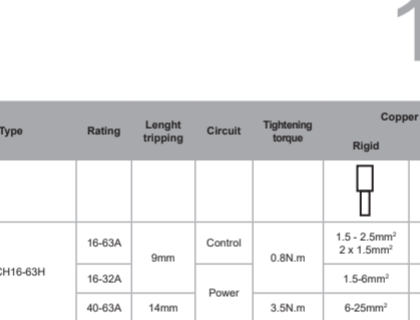 1
Type
Rating
Lenght
tripping
Circuit
Tightening
torque
Copper
Rigid
CH16-63H
16-63A
9mm
Control
0.8N.m
1.5 - 2.5mm²
2 x 1.5mm²
16-32A
Power
1.5-6mm²
40-63A
14mm
3.5N.m
6-25mm²